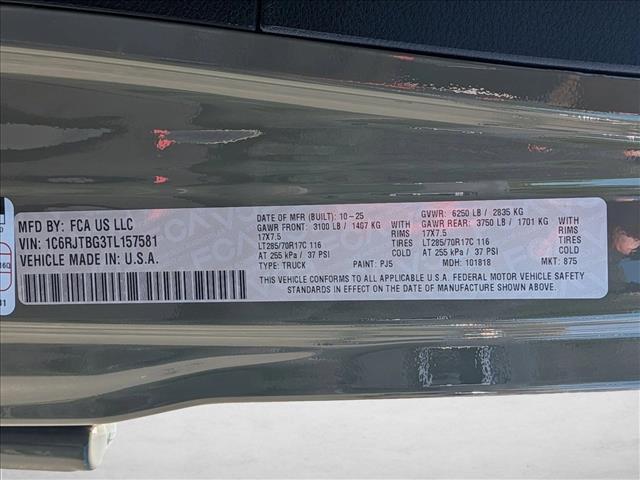 MFD BY: FCA US LLC
VIN: 1C6RJTBG3TL157581
VEHICLE MADE IN: U.S.A.
DATE OF MFR (BUILT): 10-25 GVWR: 6250 LB / 2835 KG
GAWR FRONT: 3100 LB / 1407 KG WITH GAWR REAR: 3750 LB / 1701 KG WITH
17X7.5 RIMS 17X7.5 RIMS
LT285/70R17C 116 TIRES LT285/70R17C 116 TIRES
AT 255 kPa / 37 PSI COLD AT 255 kPa / 37 PSI COLD
TYPE: TRUCK PAINT: PJ5 MDH: 101818 MKT: 875
THIS VEHICLE CONFORMS TO ALL APPLICABLE U.S.A. FEDERAL MOTOR VEHICLE SAFETY
STANDARDS IN EFFECT ON THE DATE OF MANUFACTURE SHOWN ABOVE.